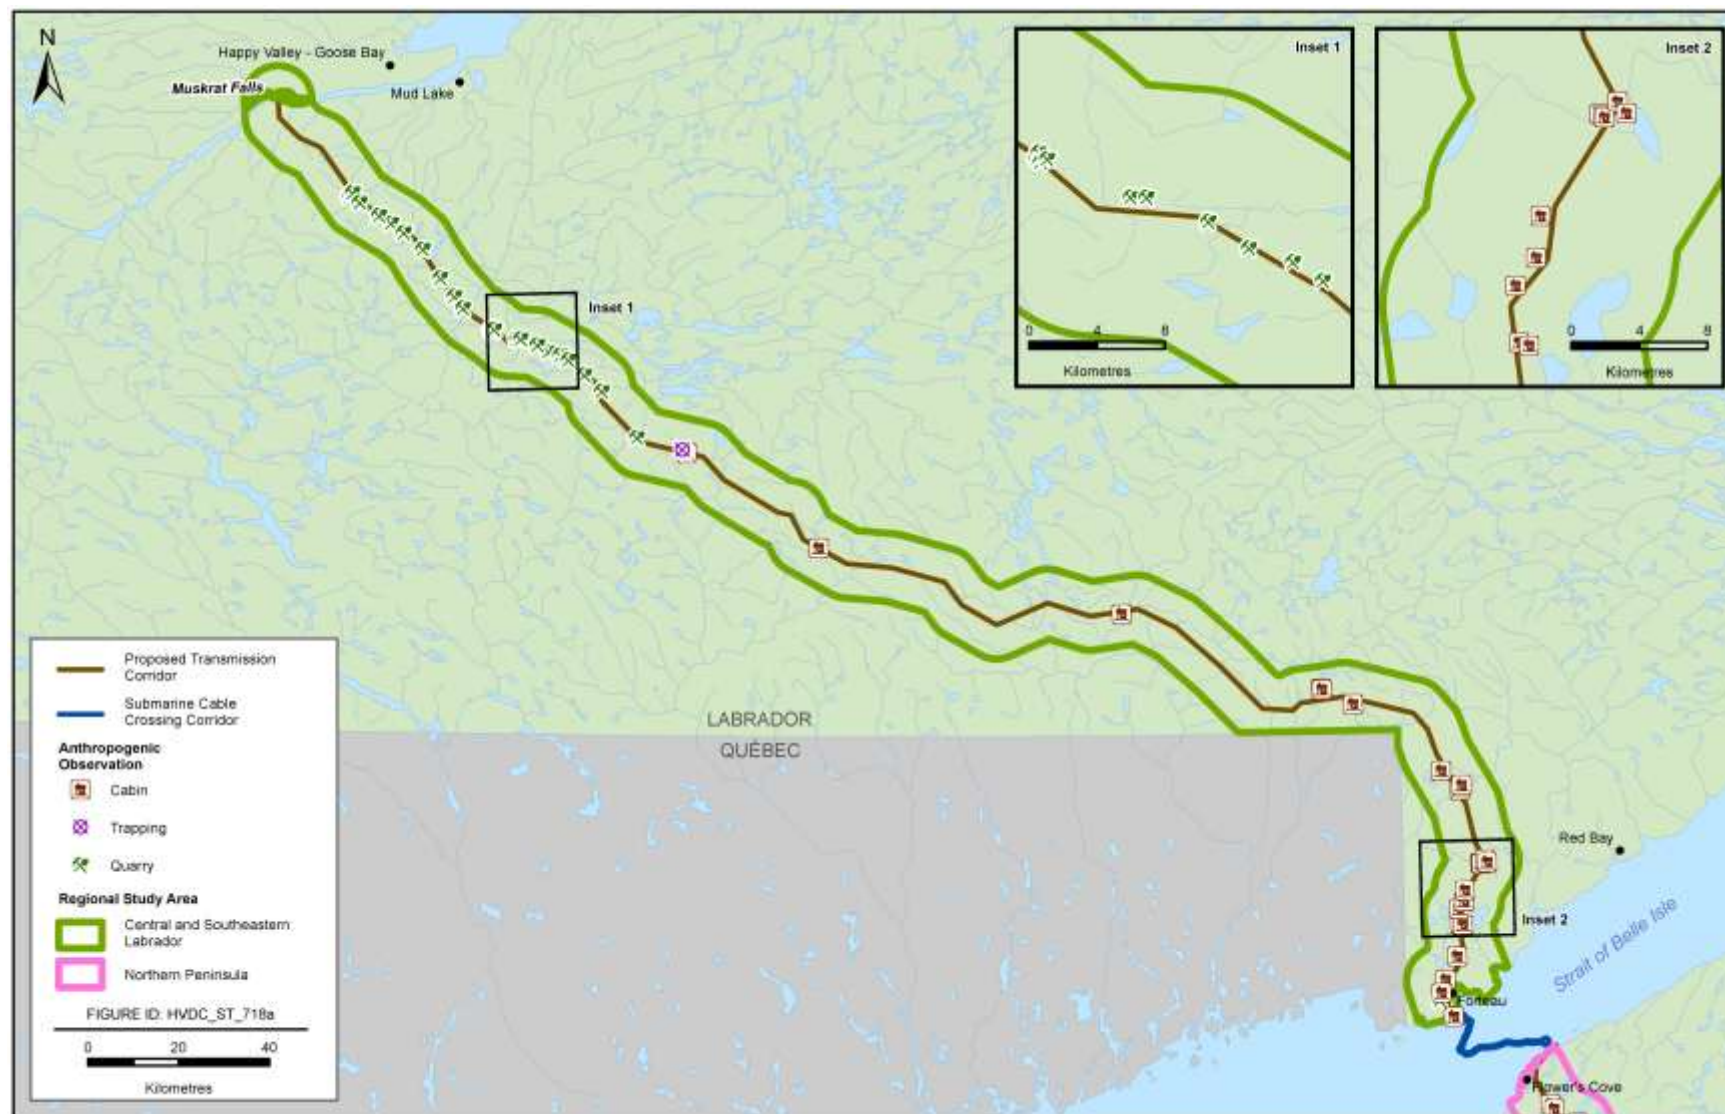 N
Happy Valley - Goose Bay
Muskrat Falls
Mud Lake
Inset 1
Inset 1
0 4 8
Kilometres
Inset 2
0 4 8
Kilometres
LABRADOR
QUÉBEC
Red Bay
Inset 2
Strait of Belle Isle
Forteau
Flower's Cove
Proposed Transmission
Corridor
Submarine Cable
Crossing Corridor
Anthropogenic
Observation
Cabin
Trapping
Quarry
Regional Study Area
Central and Southeastern
Labrador
Northern Peninsula
FIGURE ID: HVDC_ST_718a
0 20 40
Kilometres